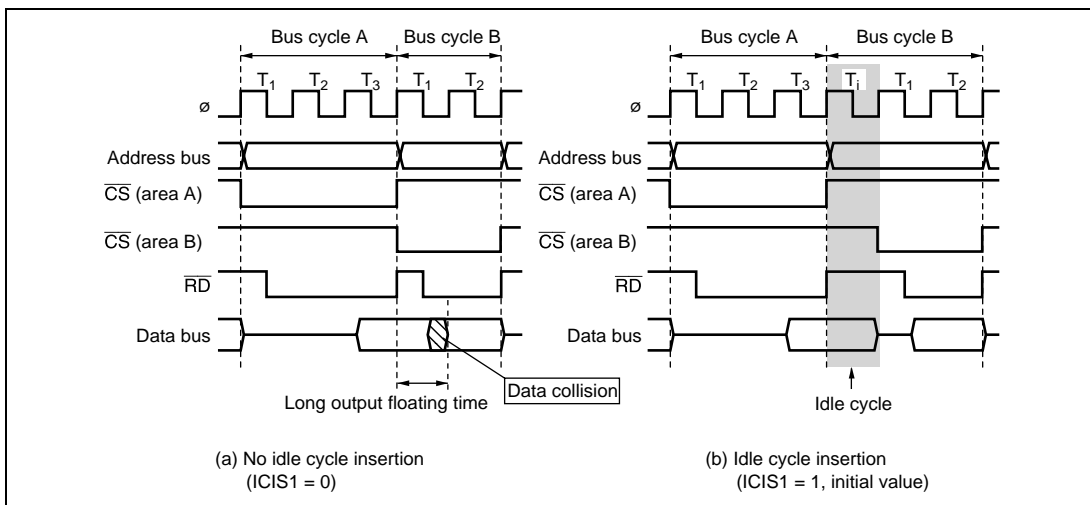 Bus cycle A
Bus cycle B
T1 T2 T3 T1 T2
ø
Address bus
CS (area A)
CS (area B)
RD
Data bus
Data collision
Long output floating time
(a) No idle cycle insertion
(ICIS1 = 0)
Bus cycle A
Bus cycle B
T1 T2 T3 Ti T1 T2
ø
Address bus
CS (area A)
CS (area B)
RD
Data bus
Idle cycle
(b) Idle cycle insertion
(ICIS1 = 1, initial value)